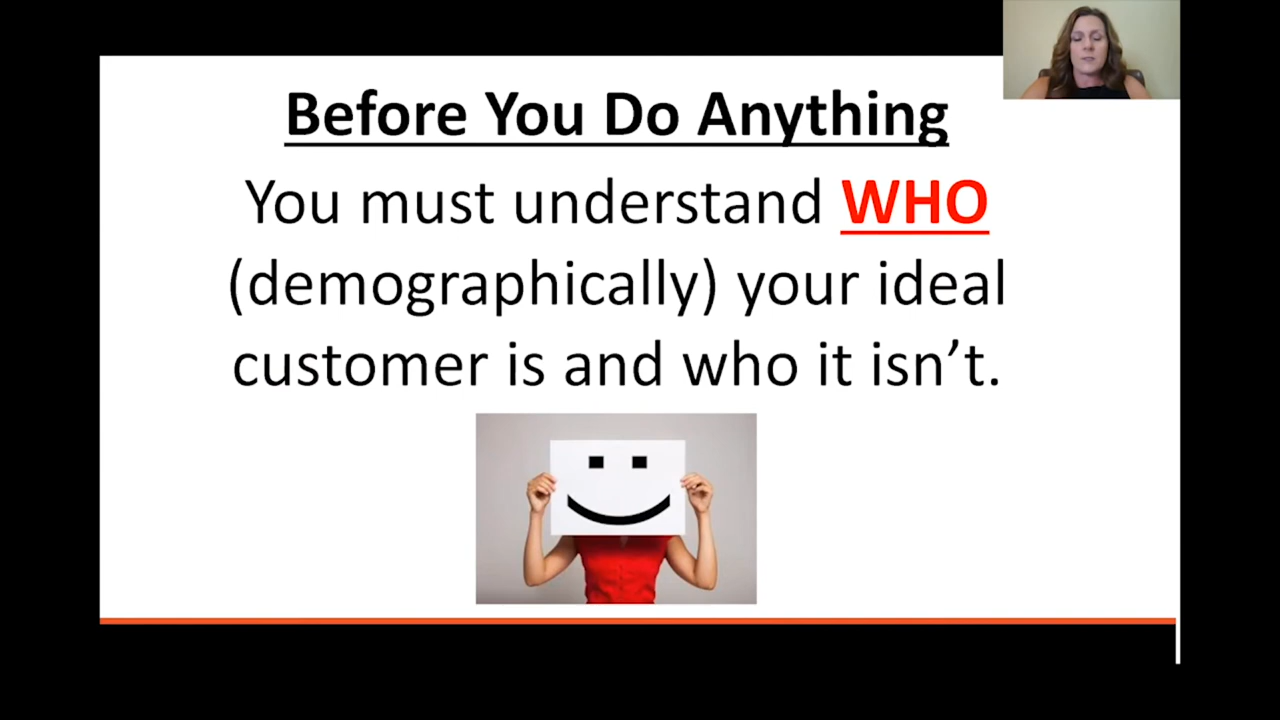 Before You Do Anything
You must understand WHO
(demographically) your ideal
customer is and who it isn’t.